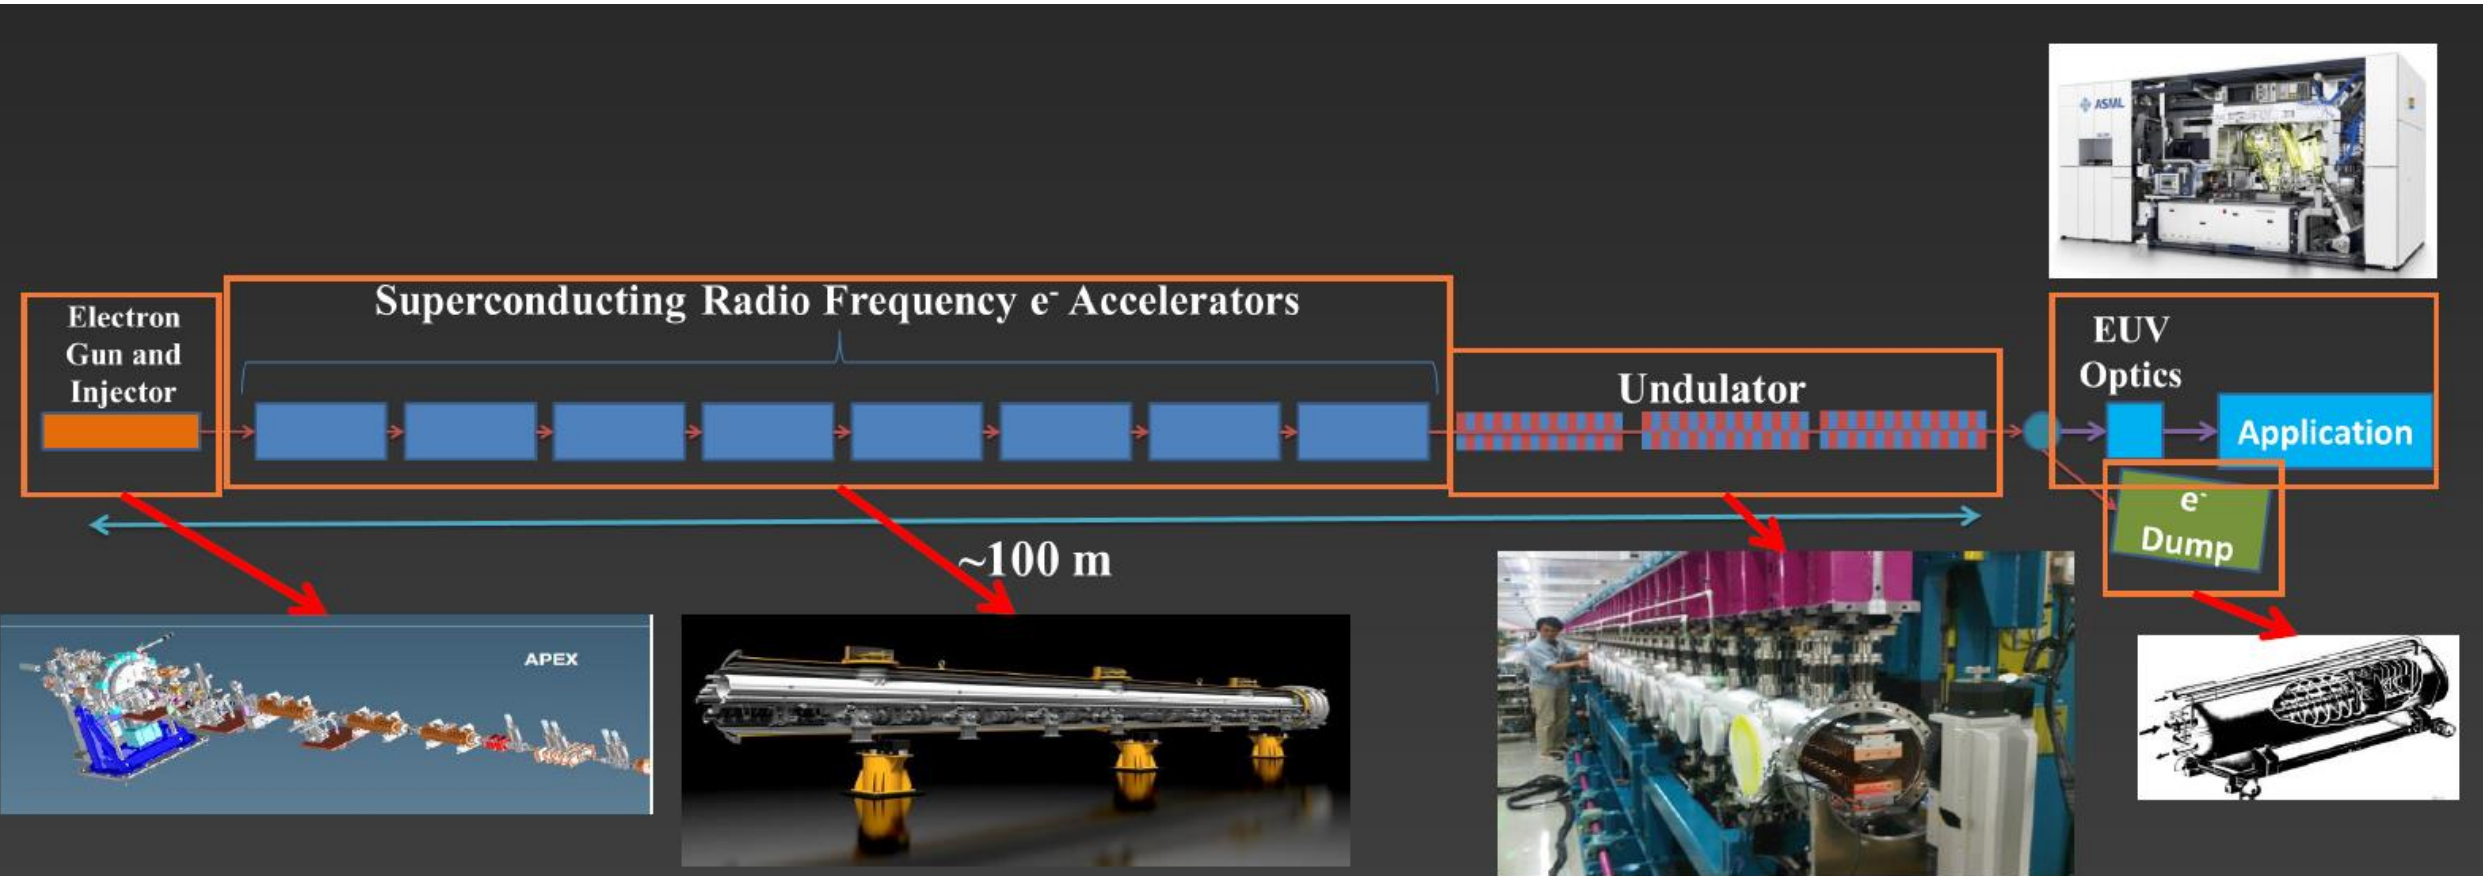 ASML
Superconducting Radio Frequency e⁻ Accelerators
Electron
Gun and
Injector
Undulator
EUV
Optics
Application
e⁻
Dump
~100 m
APEX